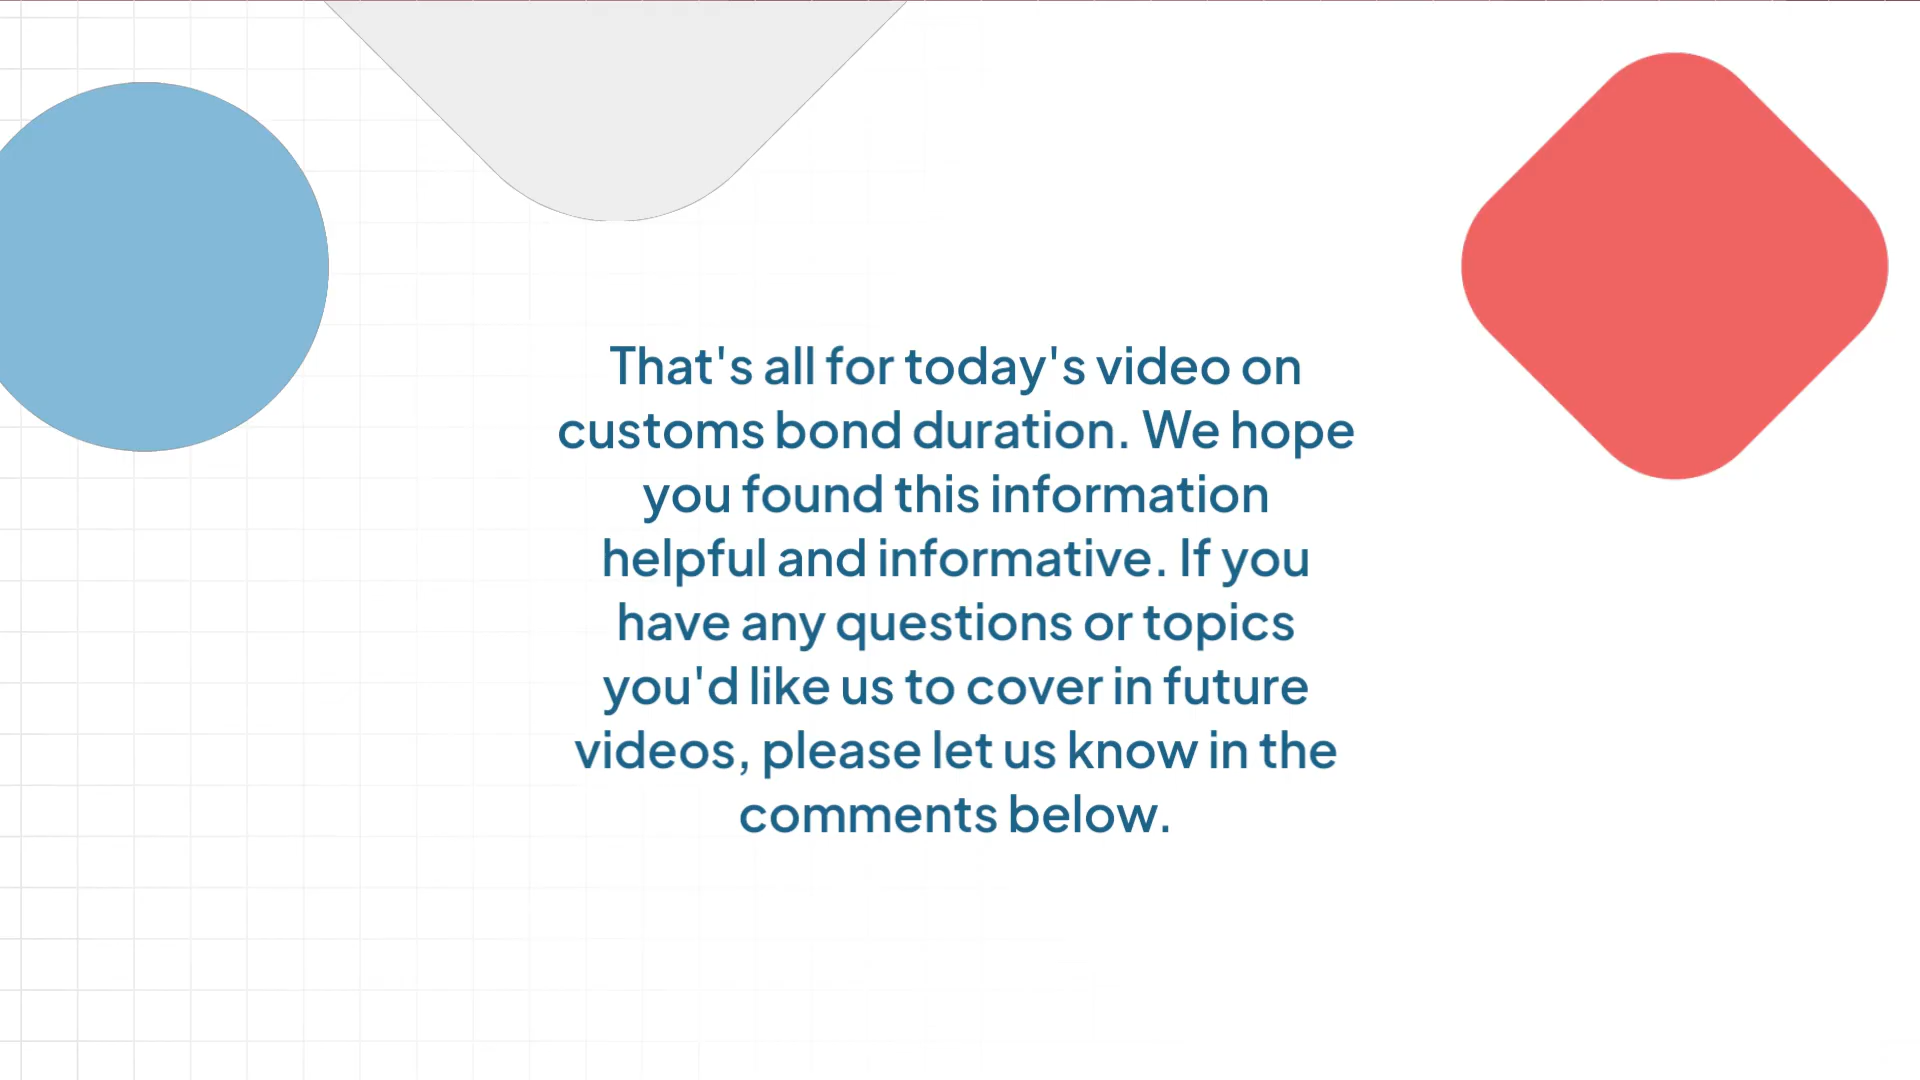 That's all for today's video on
customs bond duration. We hope
you found this information
helpful and informative. If you
have any questions or topics
you'd like us to cover in future
videos, please let us know in the
comments below.